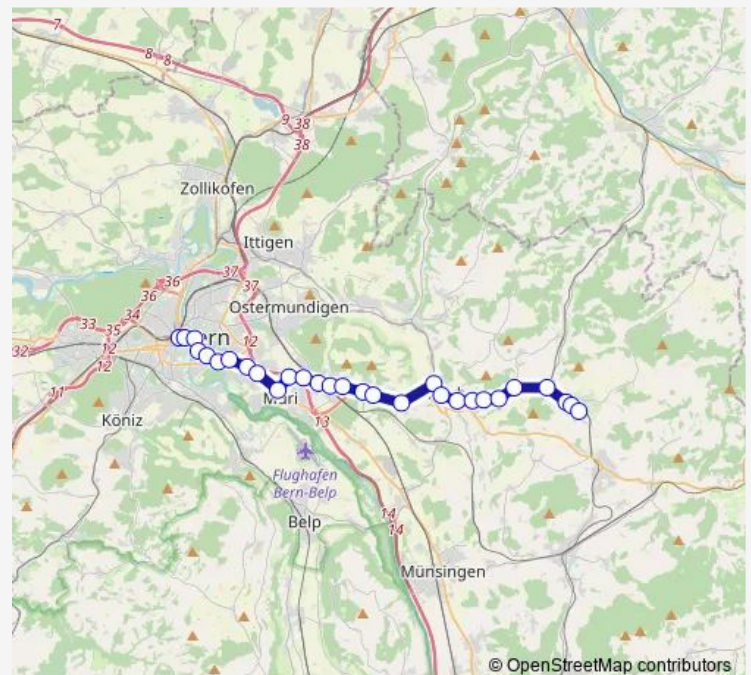 7
8
8
9
38
38
Zollikofen
Ittigen
36
37
36
37
34
33
35
Ostermundigen
32
12
12
12
ern
11
Muri
Köniz
13
Flughafen
Bern-Belp
Belp
14
14
Münsingen
© OpenStreetMap contributors